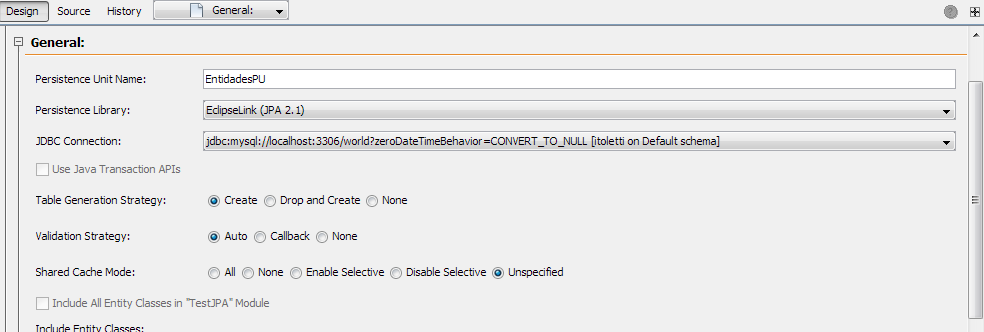 Design Source History General:
General:
Persistence Unit Name: EntidadesPU
Persistence Library: EclipseLink (JPA 2.1)
JDBC Connection: jdbc:mysql://localhost:3306/world?zeroDateTimeBehavior=CONVERT_TO_NULL [itoletti on Default schema]
Use Java Transaction APIs
Table Generation Strategy: Create Drop and Create None
Validation Strategy: Auto Callback None
Shared Cache Mode: All None Enable Selective Disable Selective Unspecified
Include All Entity Classes in "TestJPA" Module
Include Entity Classes: